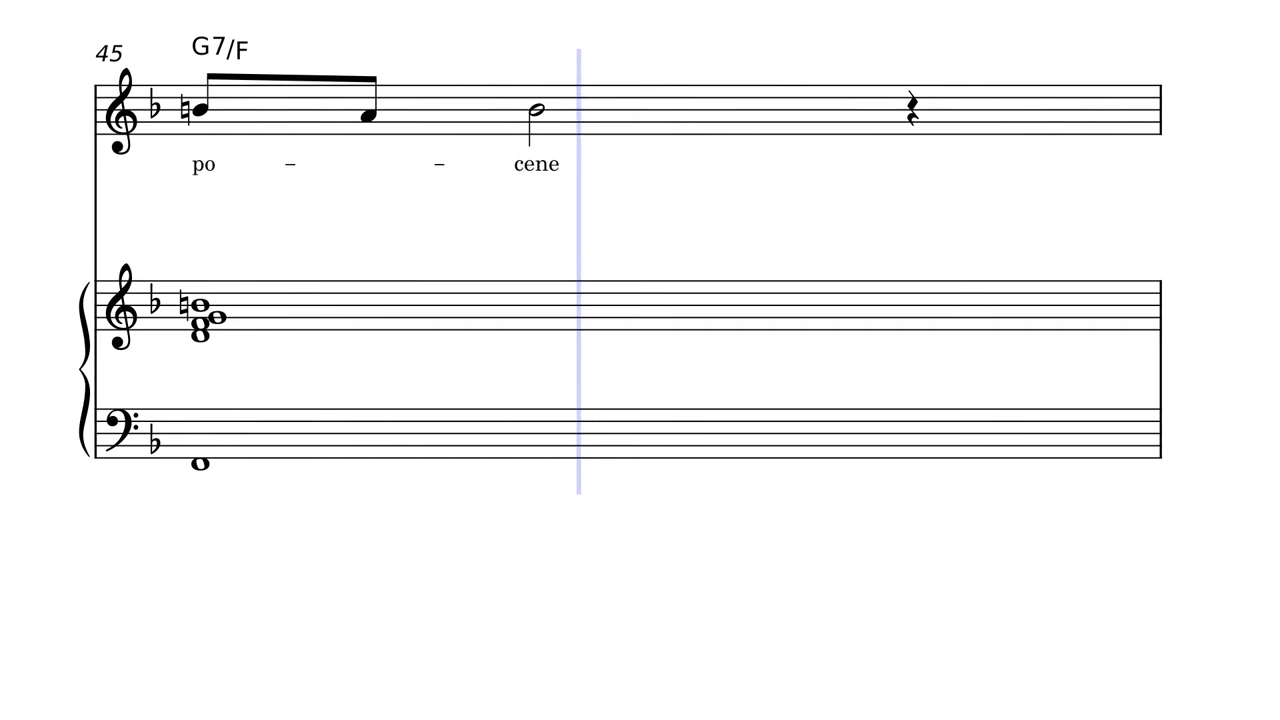 45 G7/F
po – – cene